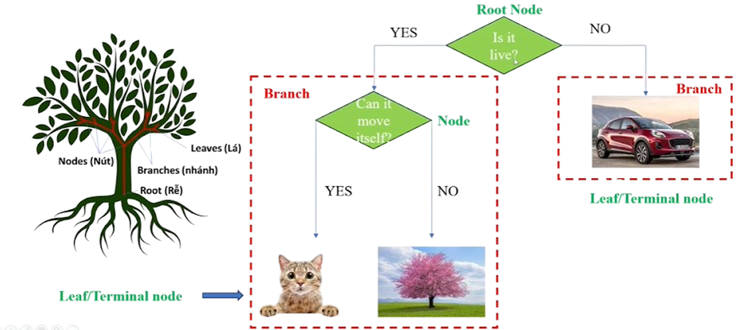 Root Node
YES
Is it
live?
NO
Branch
Can it
move
itself?
Node
Branch
Leaves (Lá)
Nodes (Nút)
Branches (nhánh)
Root (Rễ)
YES
NO
Leaf/Terminal node
Leaf/Terminal node